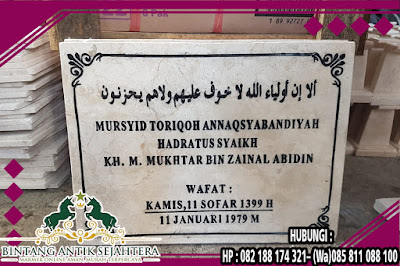 ألا إن أولياء الله لا خوف عليهم ولاهم يحزنون
MURSYID TORIQOH ANNAQSYABANDIYAH
HADRATUS SYAIKH
KH. M. MUKHTAR BIN ZAINAL ABIDIN
WAFAT :
KAMIS, 11 SOFAR 1399 H
11 JANUARI 1979 M
BINTANG ANTIK SEJAHTERA
HUBUNGI :
HP : 082 188 174 321- (Wa)085 811 088 100